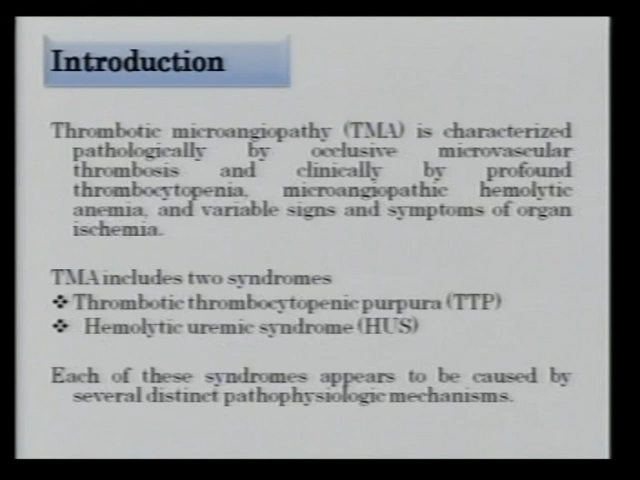 Introduction
Thrombotic microangiopathy (TMA) is characterized
pathologically by occlusive microvascular
thrombosis and clinically by profound
thrombocytopenia, microangiopathic hemolytic
anemia, and variable signs and symptoms of organ
ischemia.
TMA includes two syndromes
❖ Thrombotic thrombocytopenic purpura (TTP)
❖ Hemolytic uremic syndrome (HUS)
Each of these syndromes appears to be caused by
several distinct pathophysiologic mechanisms.